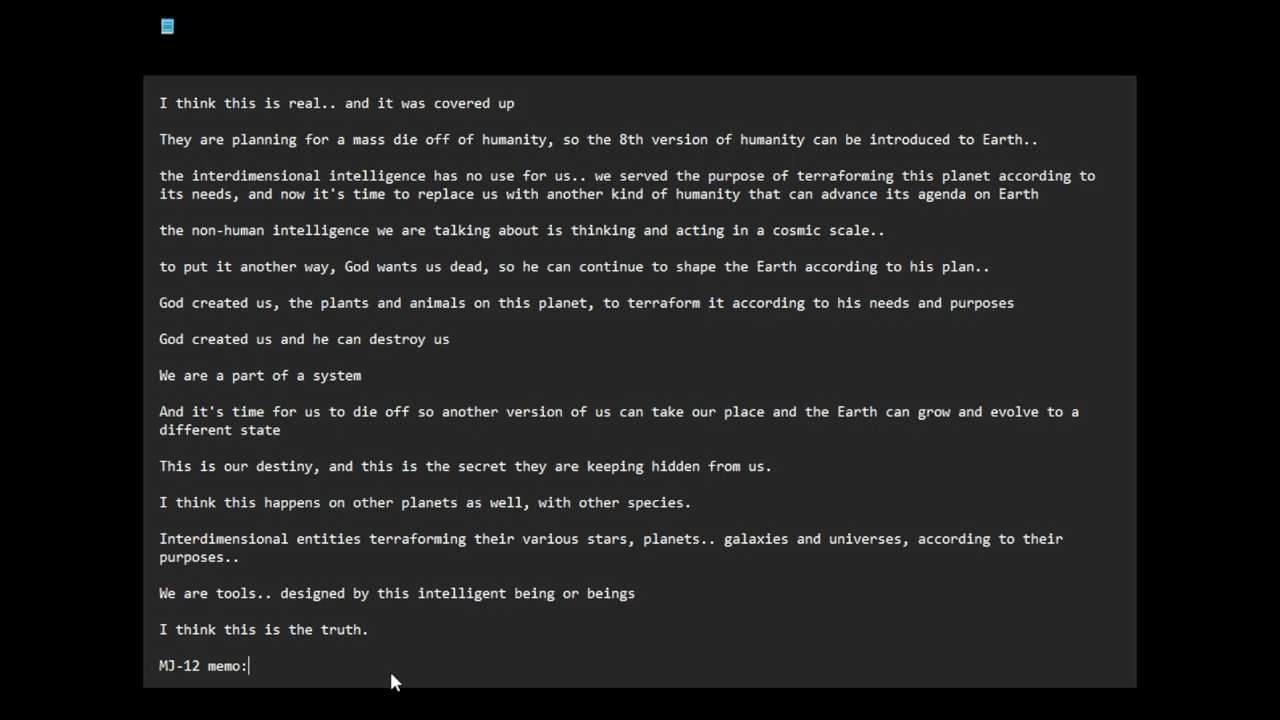 I think this is real.. and it was covered up
They are planning for a mass die off of humanity, so the 8th version of humanity can be introduced to Earth..
the interdimensional intelligence has no use for us.. we served the purpose of terraforming this planet according to
its needs, and now it's time to replace us with another kind of humanity that can advance its agenda on Earth
the non-human intelligence we are talking about is thinking and acting in a cosmic scale..
to put it another way, God wants us dead, so he can continue to shape the Earth according to his plan..
God created us, the plants and animals on this planet, to terraform it according to his needs and purposes
God created us and he can destroy us
We are a part of a system
And it's time for us to die off so another version of us can take our place and the Earth can grow and evolve to a
different state
This is our destiny, and this is the secret they are keeping hidden from us.
I think this happens on other planets as well, with other species.
Interdimensional entities terraforming their various stars, planets.. galaxies and universes, according to their
purposes..
We are tools.. designed by this intelligent being or beings
I think this is the truth.
MJ-12 memo: